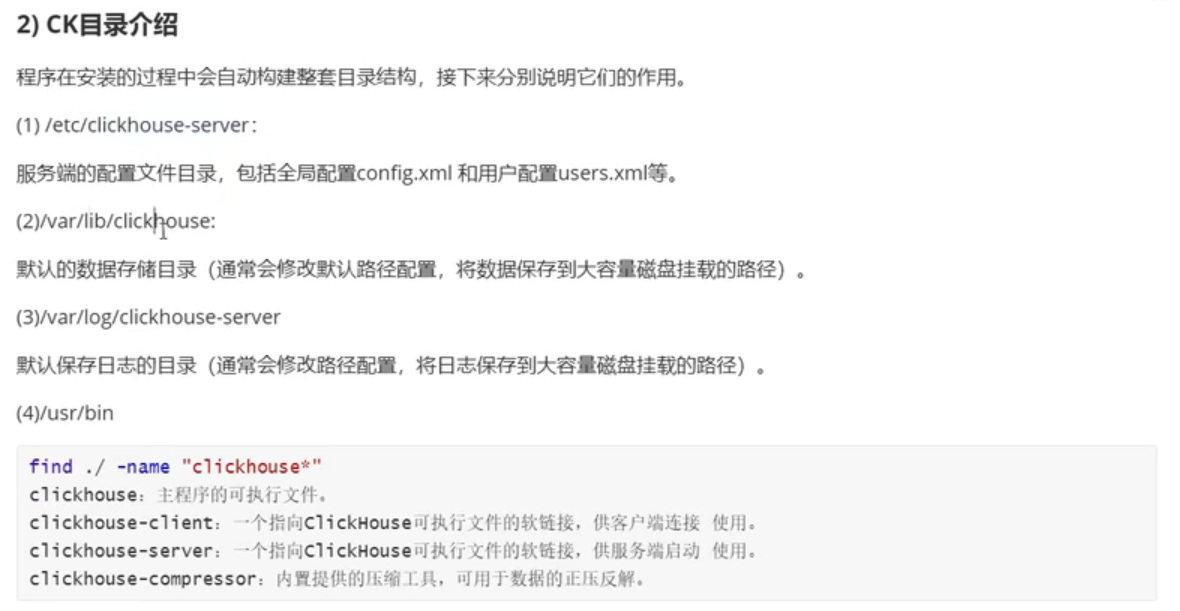 2) CK目录介绍
程序在安装的过程中会自动构建整套目录结构，接下来分别说明它们的作用。
(1) /etc/clickhouse-server：
服务端的配置文件目录，包括全局配置config.xml 和用户配置users.xml等。
(2)/var/lib/clickhouse:
默认的数据存储目录（通常会修改默认路径配置，将数据保存到大容量磁盘挂载的路径）。
(3)/var/log/clickhouse-server
默认保存日志的目录（通常会修改路径配置，将日志保存到大容量磁盘挂载的路径）。
(4)/usr/bin
find ./ -name "clickhouse*"
clickhouse：主程序的可执行文件。
clickhouse-client：一个指向ClickHouse可执行文件的软链接，供客户端连接 使用。
clickhouse-server：一个指向ClickHouse可执行文件的软链接，供服务端启动 使用。
clickhouse-compressor：内置提供的压缩工具，可用于数据的正压反解。